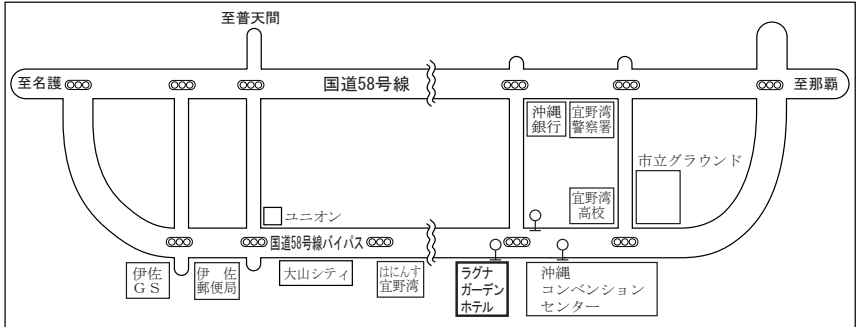 至普天間
至名護
国道58号線
至那覇
沖縄
銀行
宜野湾
警察署
市立グラウンド
宜野湾
高校
ユニオン
国道58号線バイパス
伊佐
GS
伊佐
郵便局
大山シティ
はにんす
宜野湾
ラグナ
ガーデン
ホテル
沖縄
コンベンション
センター